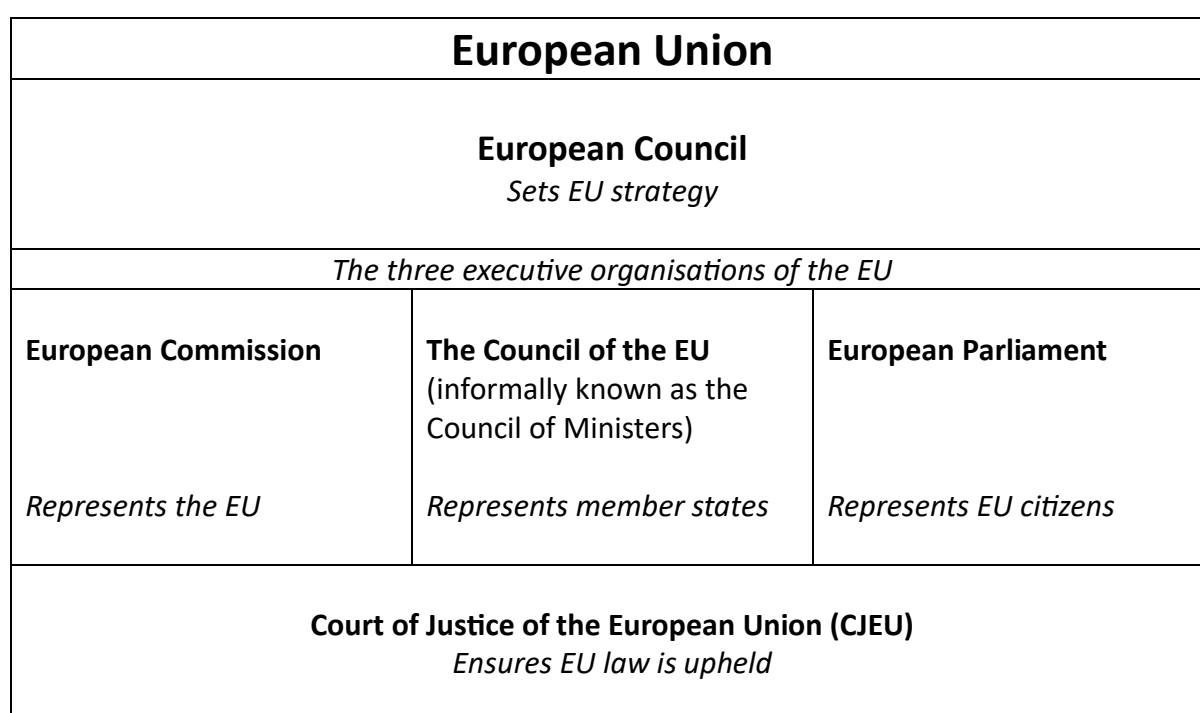 European Union
European Council
Sets EU strategy
The three executive organisations of the EU
European Commission
Represents the EU
The Council of the EU
(informally known as the
Council of Ministers)
Represents member states
European Parliament
Represents EU citizens
Court of Justice of the European Union (CJEU)
Ensures EU law is upheld